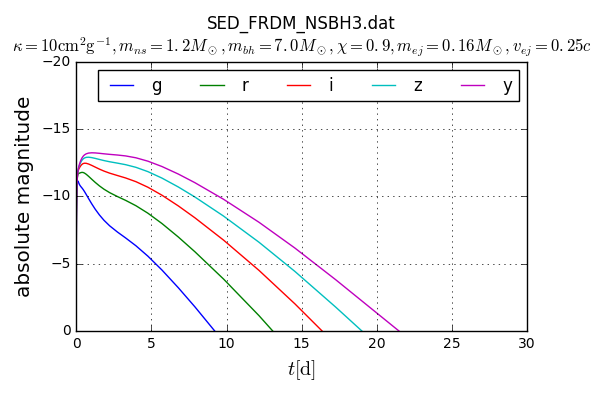 SED_FRDM_NSBH3.dat
κ = 10cm²g⁻¹, m_ns = 1.2M_⊙, m_bh = 7.0M_⊙, χ = 0.9, m_ej = 0.16M_⊙, v_ej = 0.25c
−20
g r i z y
−15
−10
−5
0
absolute magnitude
0 5 10 15 20 25 30
t[d]